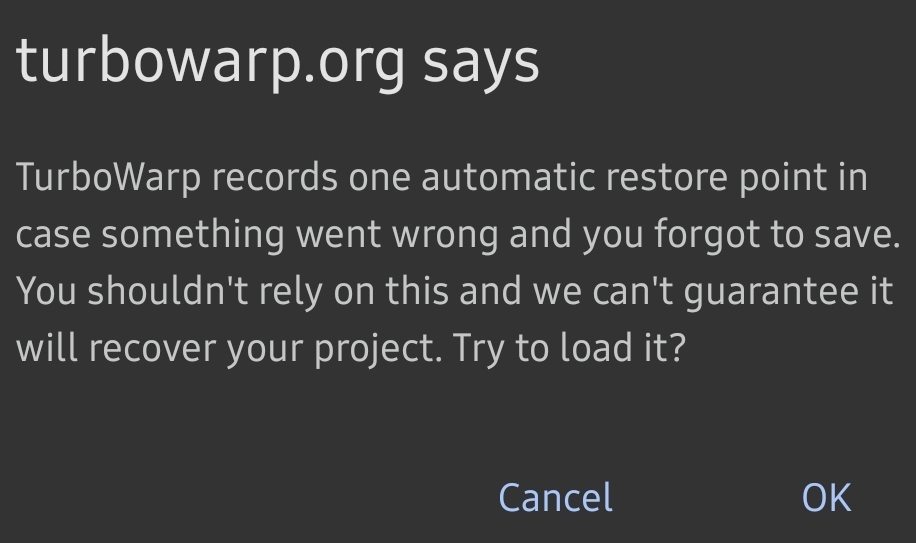 turbowarp.org says
TurboWarp records one automatic restore point in
case something went wrong and you forgot to save.
You shouldn't rely on this and we can't guarantee it
will recover your project. Try to load it?
Cancel OK